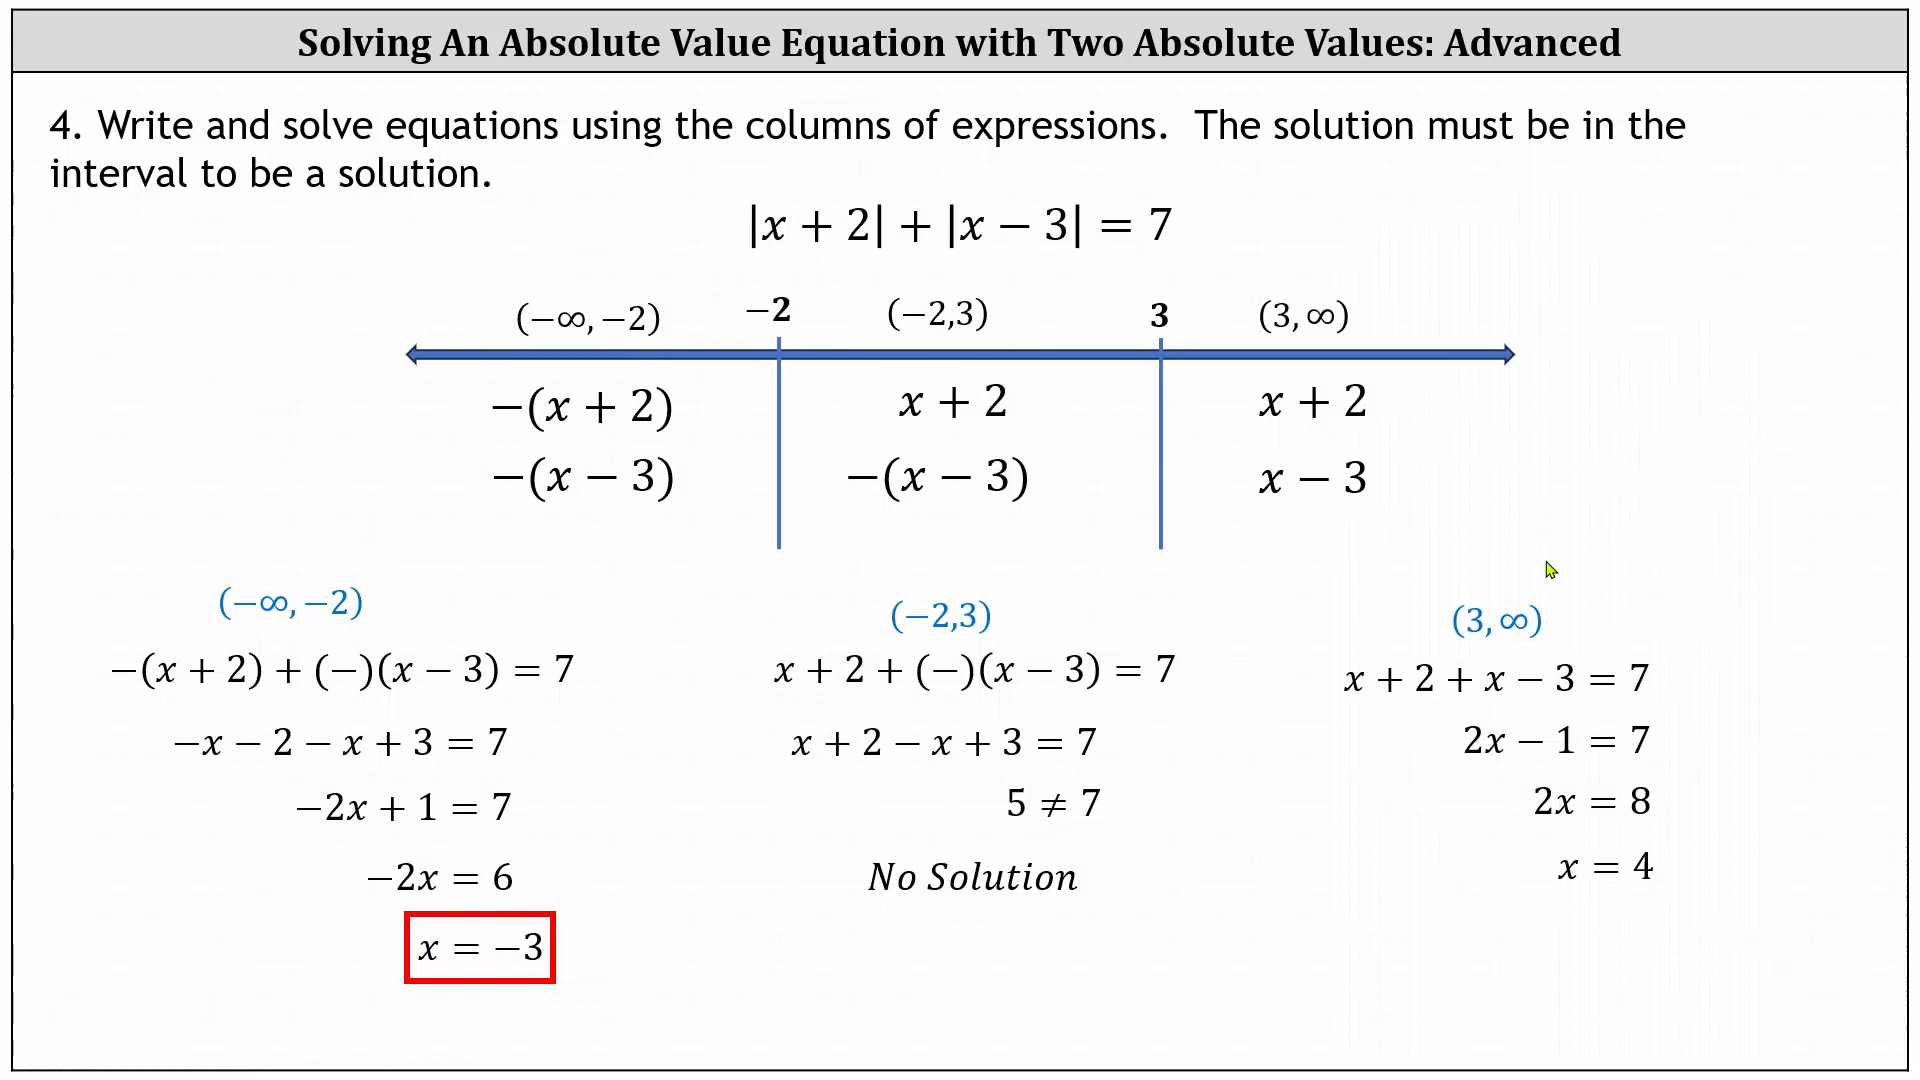 Solving An Absolute Value Equation with Two Absolute Values: Advanced
4. Write and solve equations using the columns of expressions. The solution must be in the
interval to be a solution.
|x + 2| + |x − 3| = 7
(−∞, −2) −2 (−2,3) 3 (3, ∞)
−(x + 2) x + 2 x + 2
−(x − 3) −(x − 3) x − 3
(−∞, −2)
−(x + 2) + (−)(x − 3) = 7
−x − 2 − x + 3 = 7
−2x + 1 = 7
−2x = 6
x = −3
(−2,3)
x + 2 + (−)(x − 3) = 7
x + 2 − x + 3 = 7
5 ≠ 7
No Solution
(3, ∞)
x + 2 + x − 3 = 7
2x − 1 = 7
2x = 8
x = 4